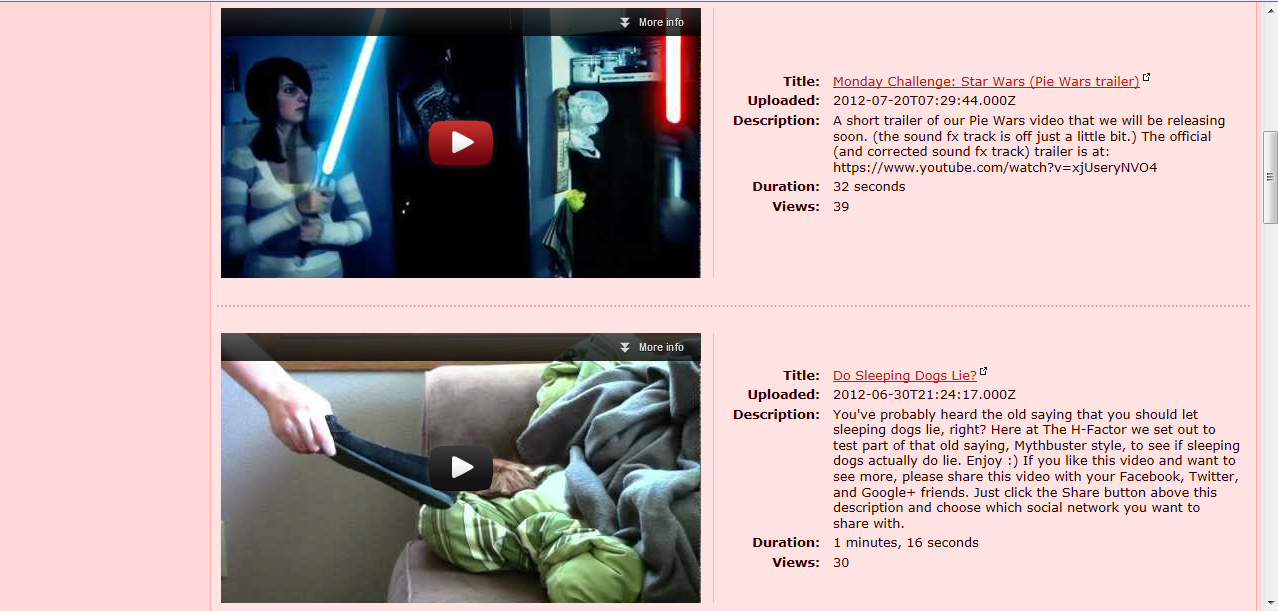 More info
Title: Monday Challenge: Star Wars (Pie Wars trailer)
Uploaded: 2012-07-20T07:29:44.000Z
Description: A short trailer of our Pie Wars video that we will be releasing
soon. (the sound fx track is off just a little bit.) The official
(and corrected sound fx track) trailer is at:
https://www.youtube.com/watch?v=xjUseryNVO4
Duration: 32 seconds
Views: 39
More info
Title: Do Sleeping Dogs Lie?
Uploaded: 2012-06-30T21:24:17.000Z
Description: You've probably heard the old saying that you should let
sleeping dogs lie, right? Here at The H-Factor we set out to
test part of that old saying, Mythbuster style, to see if sleeping
dogs actually do lie. Enjoy :) If you like this video and want to
see more, please share this video with your Facebook, Twitter,
and Google+ friends. Just click the Share button above this
description and choose which social network you want to
share with.
Duration: 1 minutes, 16 seconds
Views: 30